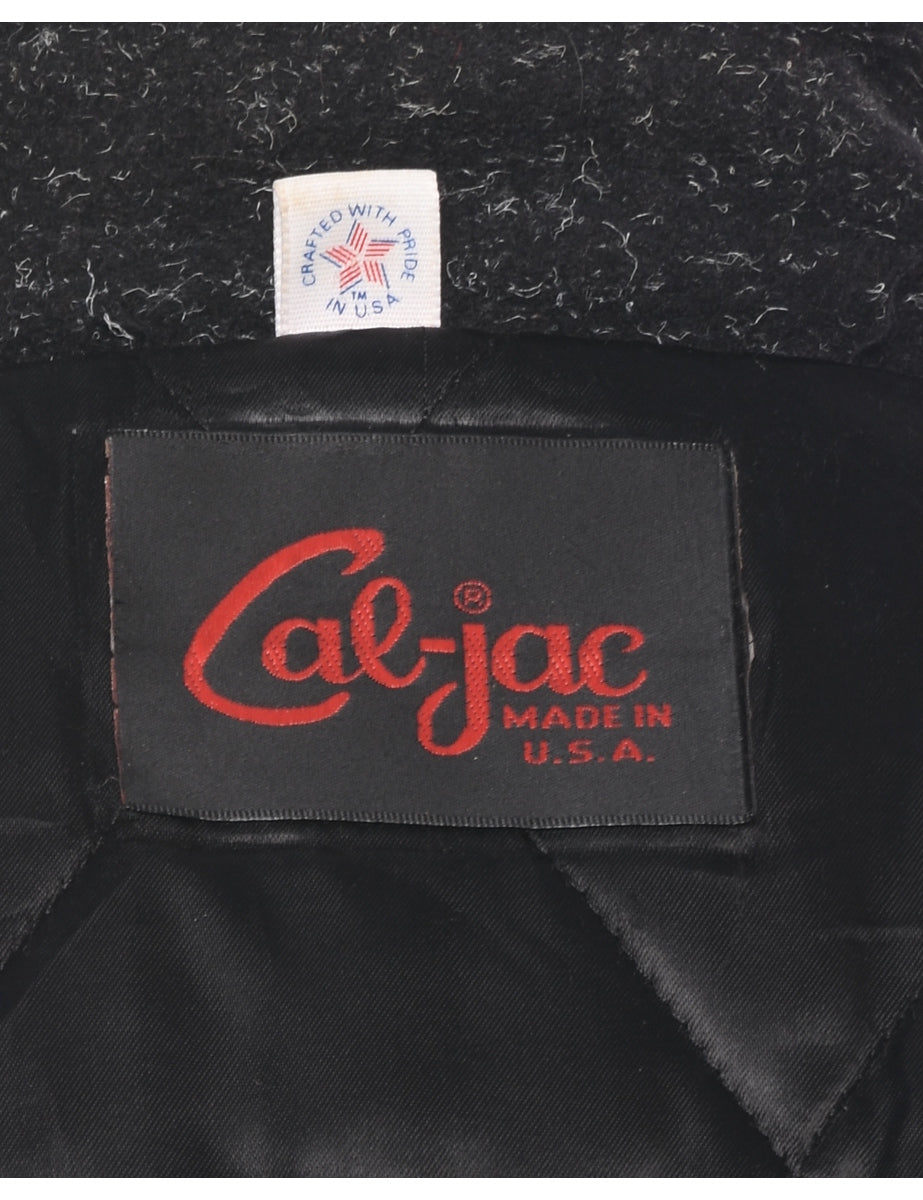 CRAFTED WITH PRIDE
TM
IN USA
Cal-jac®
MADE IN
U.S.A.